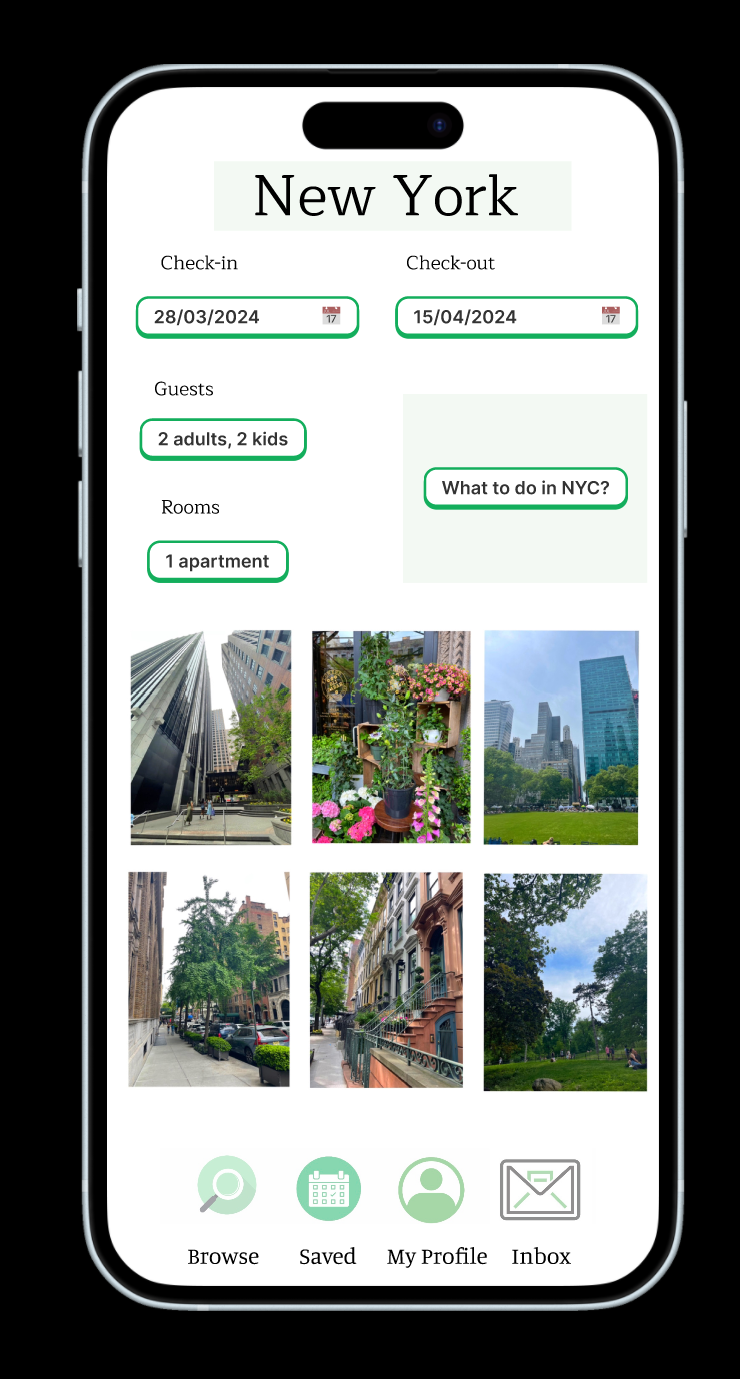 New York
Check-in
Check-out
28/03/2024
15/04/2024
Guests
2 adults, 2 kids
What to do in NYC?
Rooms
1 apartment
Browse
Saved
My Profile
Inbox